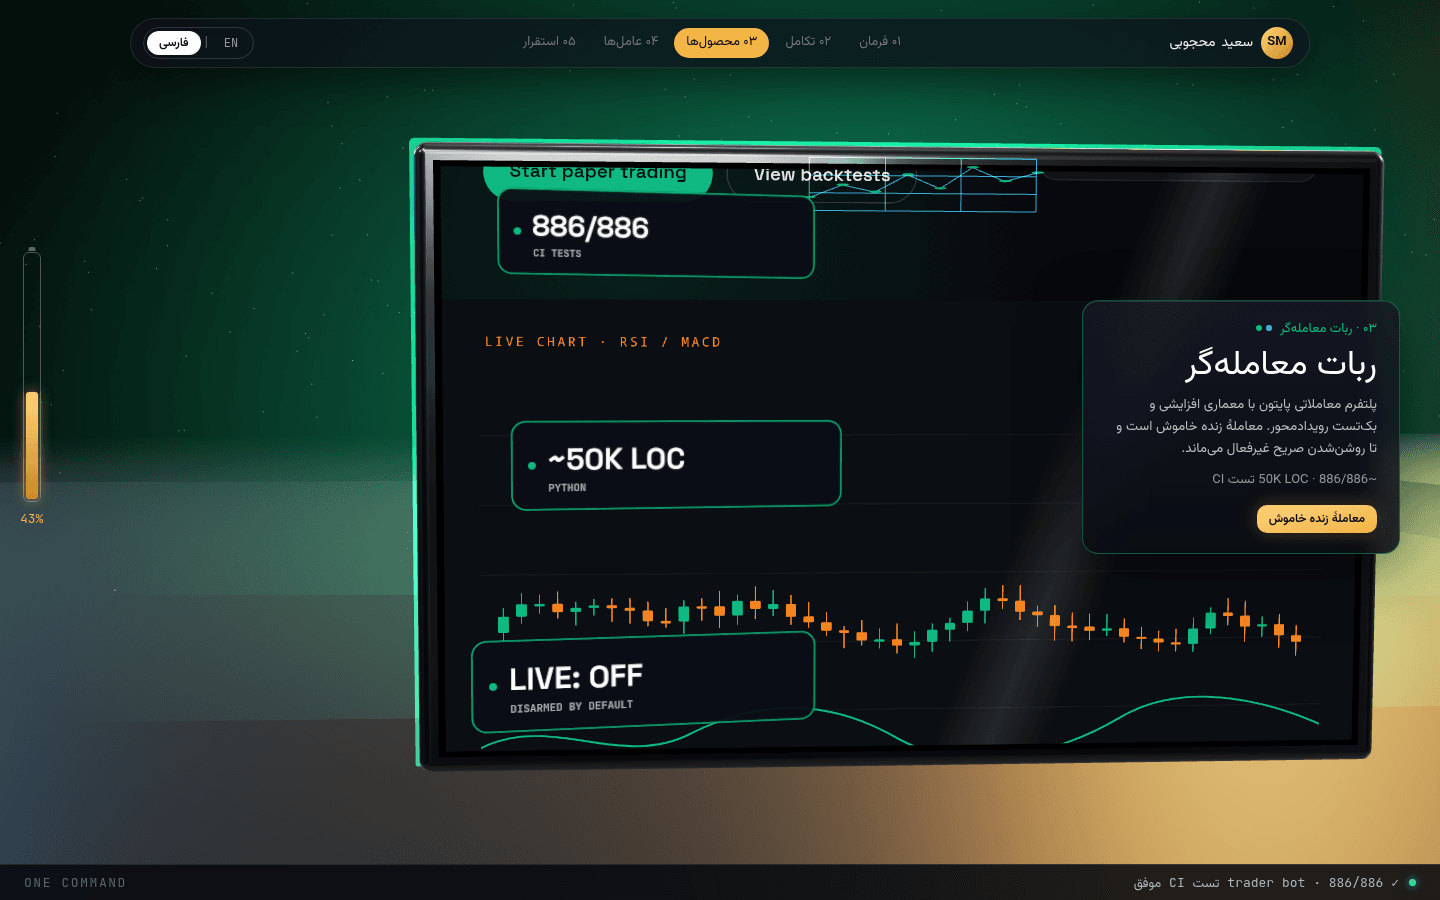 SM سعید محجوبی
۰۱ فرمان
۰۲ تکامل
۰۳ محصول‌ها
۰۴ عامل‌ها
۰۵ استقرار
فارسی | EN
Start paper trading
View backtests
886/886
CI TESTS
LIVE CHART · RSI / MACD
~50K LOC
PYTHON
LIVE: OFF
DISARMED BY DEFAULT
۰۳ · ربات معامله‌گر
ربات معامله‌گر
پلتفرم معاملاتی پایتون با معماری افزایشی و
بک‌تست رویدادمحور. معاملهٔ زنده خاموش است و
تا روشن‌شدن صریح غیرفعال می‌ماند.
~50K LOC · 886/886 تست CI
معاملهٔ زنده خاموش
43%
ONE COMMAND
✓ trader bot · 886/886 تست CI موفق